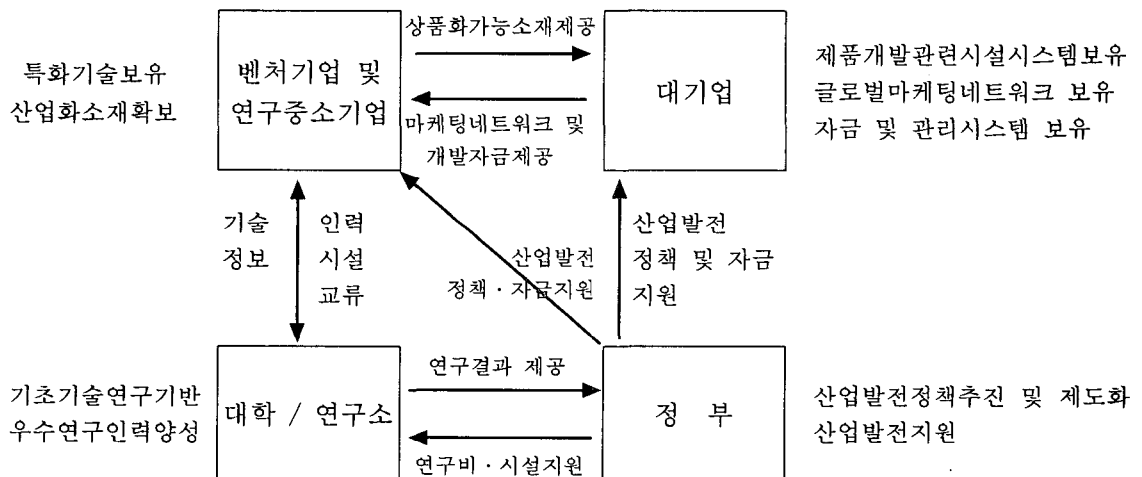 상품화가능소재제공
특화기술보유
산업화소재확보
벤처기업 및
연구중소기업
대기업
제품개발관련시설시스템보유
글로벌마케팅네트워크 보유
자금 및 관리시스템 보유
마케팅네트워크 및
개발자금제공
기술
정보
인력
시설
교류
산업발전
정책·자금지원
산업발전
정책 및 자금
지원
연구결과 제공
기초기술연구기반
우수연구인력양성
대학 / 연구소
정 부
산업발전정책추진 및 제도화
산업발전지원
연구비·시설지원